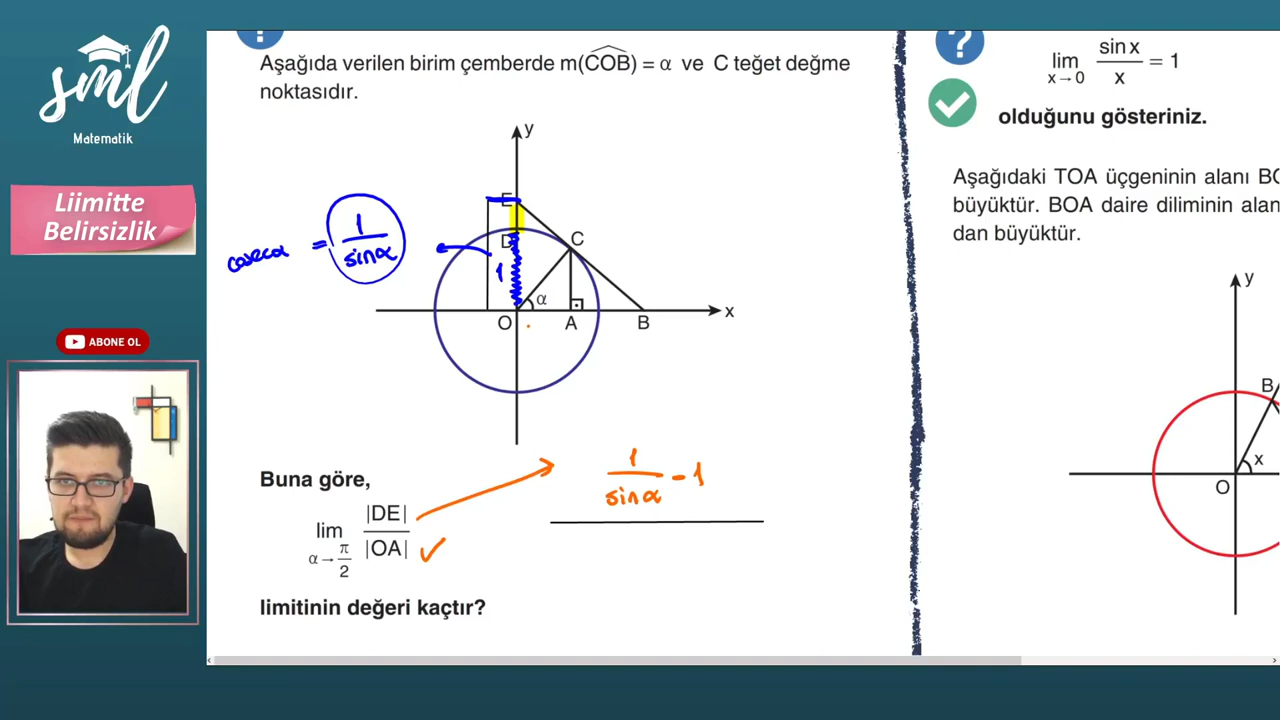 sml
Matematik
Liimitte
Belirsizlik
ABONE OL
Aşağıda verilen birim çemberde m(COB) = α ve C teğet değme
noktasıdır.
y
E
D
C
coseca = 1/sinα
1
α
O
A
B
x
Buna göre,
lim α→π/2 |DE|/|OA|
1/sinα - 1
limitinin değeri kaçtır?
?
lim x→0 sin x/x = 1
olduğunu gösteriniz.
Aşağıdaki TOA üçgeninin alanı BO
büyüktür. BOA daire diliminin alan
dan büyüktür.
y
B
x
O